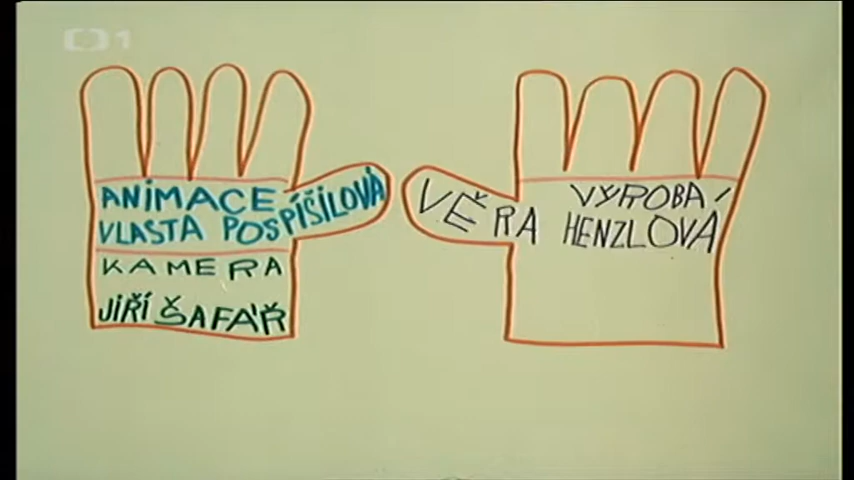 ČT1
ANIMACE
VLASTA POSPÍŠILOVÁ
KAMERA
JIŘÍ ŠAFÁŘ
VÝROBA
VĚRA HENZLOVÁ